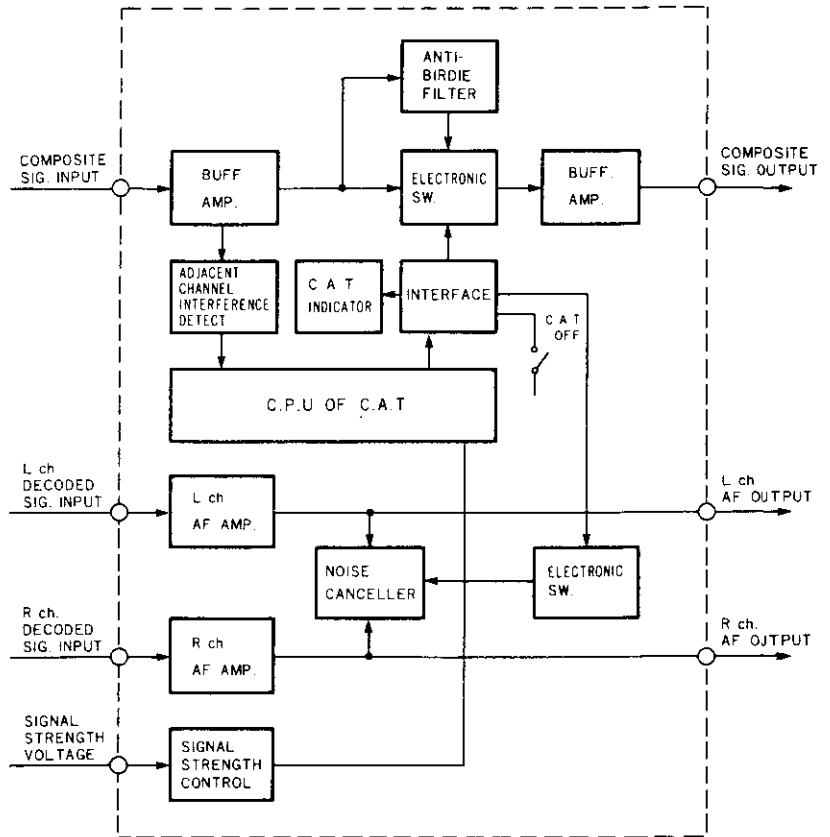 ANTI-
BIRDIE
FILTER
COMPOSITE
SIG. INPUT
BUFF
AMP.
ELECTRONIC
SW.
BUFF.
AMP.
COMPOSITE
SIG. OUTPUT
ADJACENT
CHANNEL
INTERFERENCE
DETECT
C A T
INDICATOR
INTERFACE
C A T
OFF
C.P.U OF C.A.T
L ch
DECODED
SIG. INPUT
L ch
AF AMP.
L ch
AF OUTPUT
NOISE
CANCELLER
ELECTRONIC
SW.
R ch.
DECODED
SIG. INPUT
R ch
AF AMP.
R ch.
AF OJTPUT
SIGNAL
STRENGTH
VOLTAGE
SIGNAL
STRENGTH
CONTROL